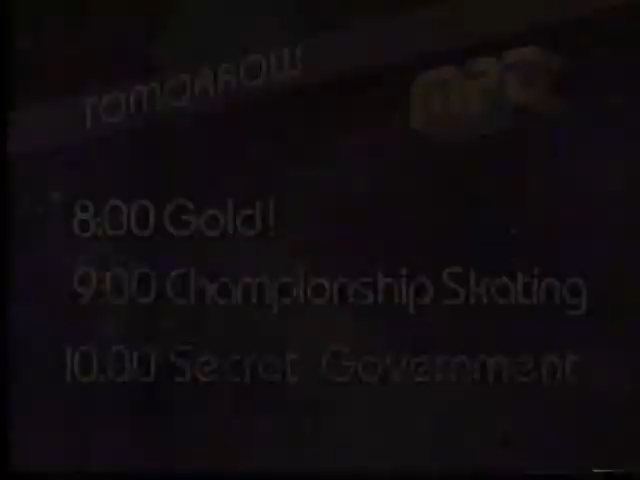 TOMORROW
8:00 Gold!
9:00 Championship Skating
10:00 Secret Government